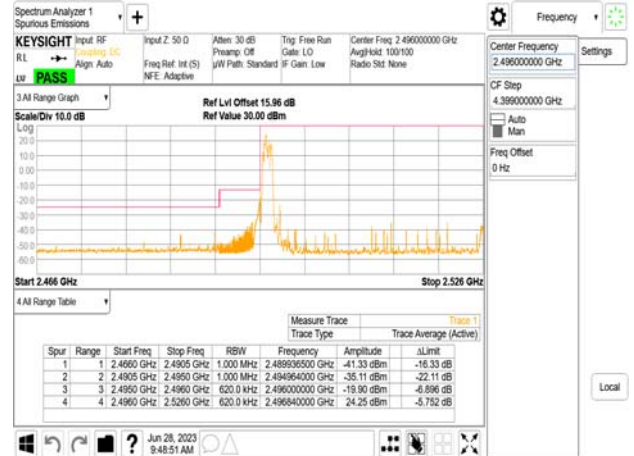 Spectrum Analyzer 1
Spurious Emissions
Frequency
KEYSIGHT Input: RF Input Z: 50 Ω Atten: 30 dB Trig: Free Run Center Freq: 2.496000000 GHz
RL Coupling: DC Preamp: Off Gate: LO Avg|Hold: 100/100
Align: Auto Freq Ref: Int (S) µW Path: Standard IF Gain: Low Radio Std: None
NFE: Adaptive
PASS
Center Frequency
2.496000000 GHz
Settings
CF Step
4.399000000 GHz
Auto
Man
Freq Offset
0 Hz
3 All Range Graph
Ref Lvl Offset 15.96 dB
Scale/Div 10.0 dB Ref Value 30.00 dBm
Log
20.0
10.0
0.00
-10.0
-20.0
-30.0
-40.0
-50.0
-60.0
Start 2.466 GHz Stop 2.526 GHz
4 All Range Table
Measure Trace Trace 1
Trace Type Trace Average (Active)
Spur Range Start Freq Stop Freq RBW Frequency Amplitude ΔLimit
1 1 2.4660 GHz 2.4905 GHz 1.000 MHz 2.489936500 GHz -41.33 dBm -16.33 dB
2 2 2.4905 GHz 2.4950 GHz 1.000 MHz 2.494964000 GHz -35.11 dBm -22.11 dB
3 3 2.4950 GHz 2.4960 GHz 620.0 kHz 2.496000000 GHz -19.90 dBm -6.896 dB
4 4 2.4960 GHz 2.5260 GHz 620.0 kHz 2.496840000 GHz 24.25 dBm -5.752 dB
Local
Jun 28, 2023
9:48:51 AM